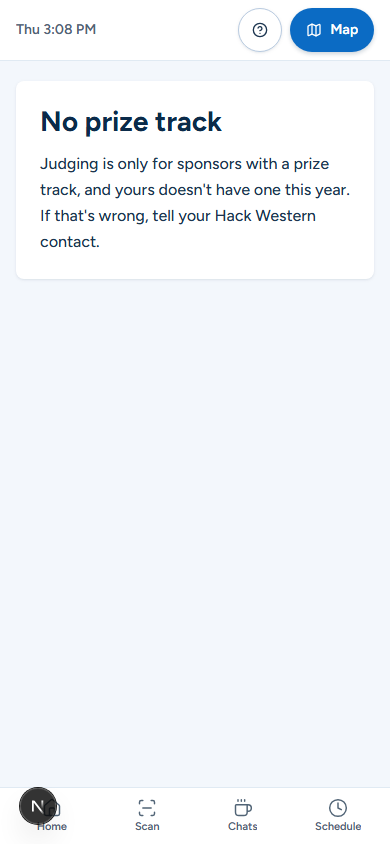 Thu 3:08 PM
Map
No prize track
Judging is only for sponsors with a prize
track, and yours doesn't have one this year.
If that's wrong, tell your Hack Western
contact.
N
Home
Scan
Chats
Schedule